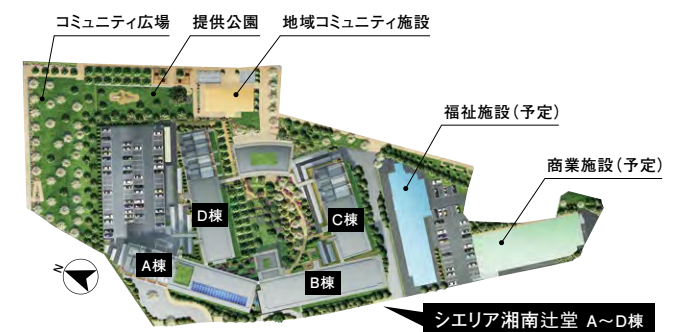 コミュニティ広場
提供公園
地域コミュニティ施設
福祉施設（予定）
商業施設（予定）
D棟
C棟
A棟
B棟
N
シエリア湘南辻堂 A〜D棟